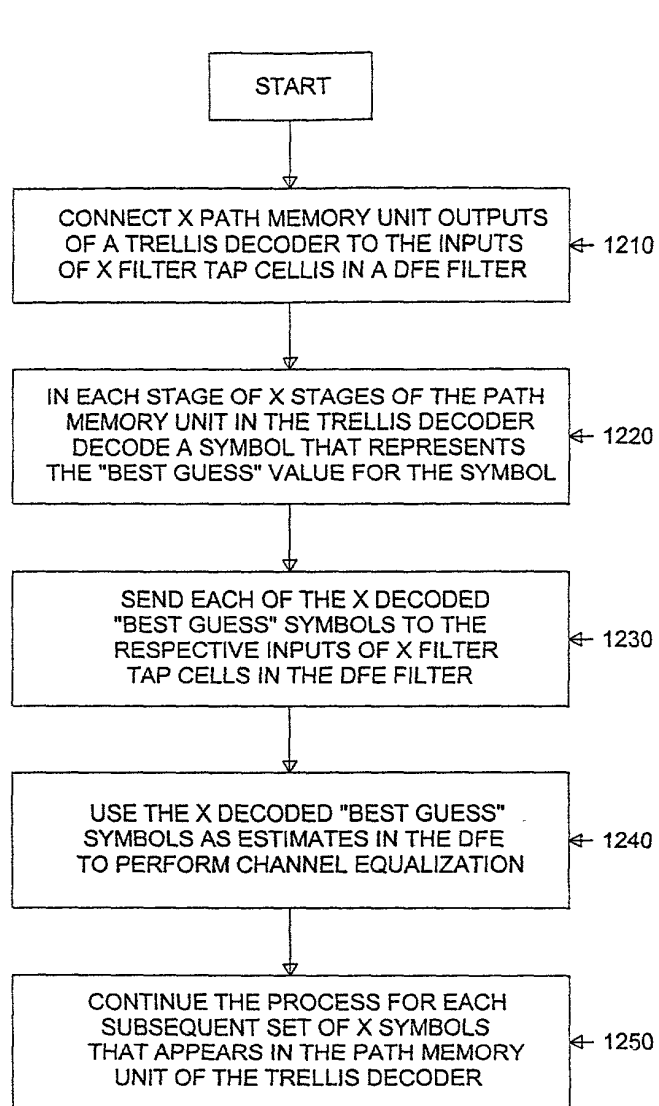 START
CONNECT X PATH MEMORY UNIT OUTPUTS
OF A TRELLIS DECODER TO THE INPUTS
OF X FILTER TAP CELLIS IN A DFE FILTER
1210
IN EACH STAGE OF X STAGES OF THE PATH
MEMORY UNIT IN THE TRELLIS DECODER
DECODE A SYMBOL THAT REPRESENTS
THE "BEST GUESS" VALUE FOR THE SYMBOL
1220
SEND EACH OF THE X DECODED
"BEST GUESS" SYMBOLS TO THE
RESPECTIVE INPUTS OF X FILTER
TAP CELLS IN THE DFE FILTER
1230
USE THE X DECODED "BEST GUESS"
SYMBOLS AS ESTIMATES IN THE DFE
TO PERFORM CHANNEL EQUALIZATION
1240
CONTINUE THE PROCESS FOR EACH
SUBSEQUENT SET OF X SYMBOLS
THAT APPEARS IN THE PATH MEMORY
UNIT OF THE TRELLIS DECODER
1250